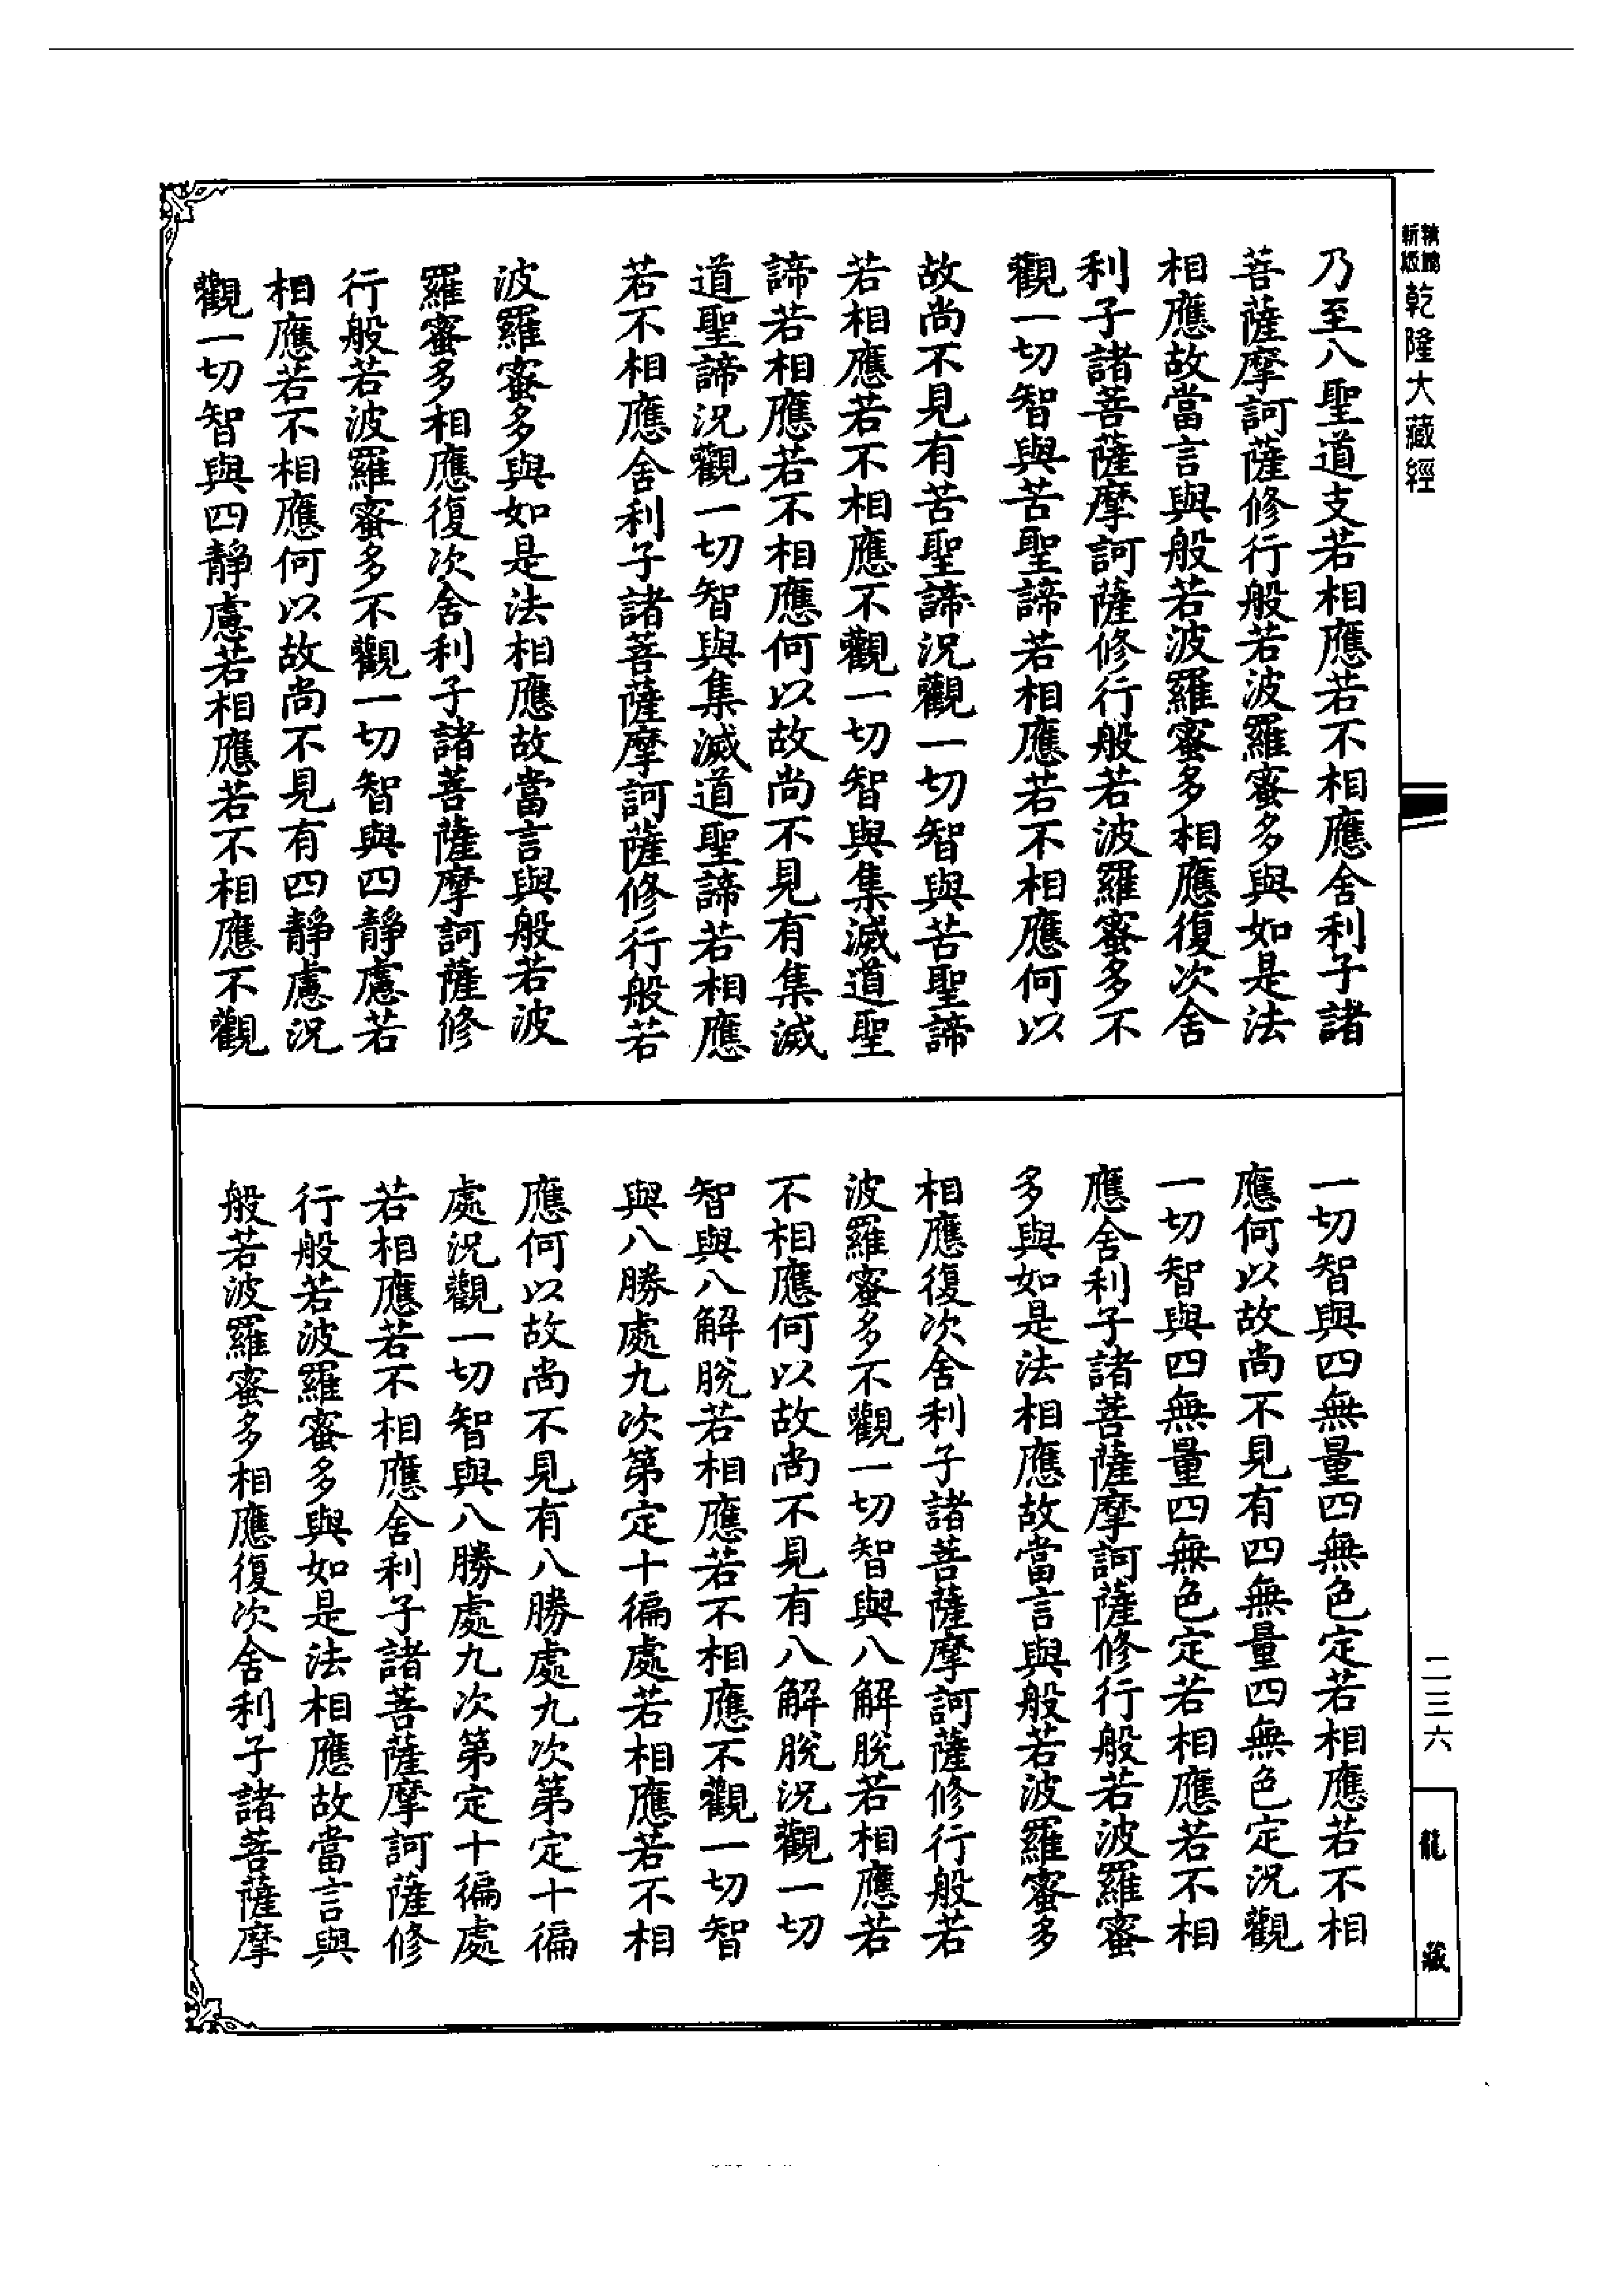 新版
精縮
乾隆大藏經
乃至八聖道支若相應若不相應舍利子諸
菩薩摩訶薩修行般若波羅蜜多與如是法
相應故當言與般若波羅蜜多相應復次舍
利子諸菩薩摩訶薩修行般若波羅蜜多不
觀一切智與苦聖諦若相應若不相應何以
故尚不見有苦聖諦況觀一切智與苦聖諦
若相應若不相應不觀一切智與集滅道聖
諦若相應若不相應何以故尚不見有集滅
道聖諦況觀一切智與集滅道聖諦若相應
若不相應舍利子諸菩薩摩訶薩修行般若
波羅蜜多與如是法相應故當言與般若波
羅蜜多相應復次舍利子諸菩薩摩訶薩修
行般若波羅蜜多不觀一切智與四靜慮若
相應若不相應何以故尚不見有四靜慮況
觀一切智與四靜慮若相應若不相應不觀
一切智與四無量四無色定若相應若不相
應何以故尚不見有四無量四無色定況觀
一切智與四無量四無色定若相應若不相
應舍利子諸菩薩摩訶薩修行般若波羅蜜
多與如是法相應故當言與般若波羅蜜多
相應復次舍利子諸菩薩摩訶薩修行般若
波羅蜜多不觀一切智與八解脫若相應若
不相應何以故尚不見有八解脫況觀一切
智與八解脫若相應若不相應不觀一切智
與八勝處九次第定十徧處若相應若不相
應何以故尚不見有八勝處九次第定十徧
處況觀一切智與八勝處九次第定十徧處
若相應若不相應舍利子諸菩薩摩訶薩修
行般若波羅蜜多與如是法相應故當言與
般若波羅蜜多相應復次舍利子諸菩薩摩
二三六
龍藏